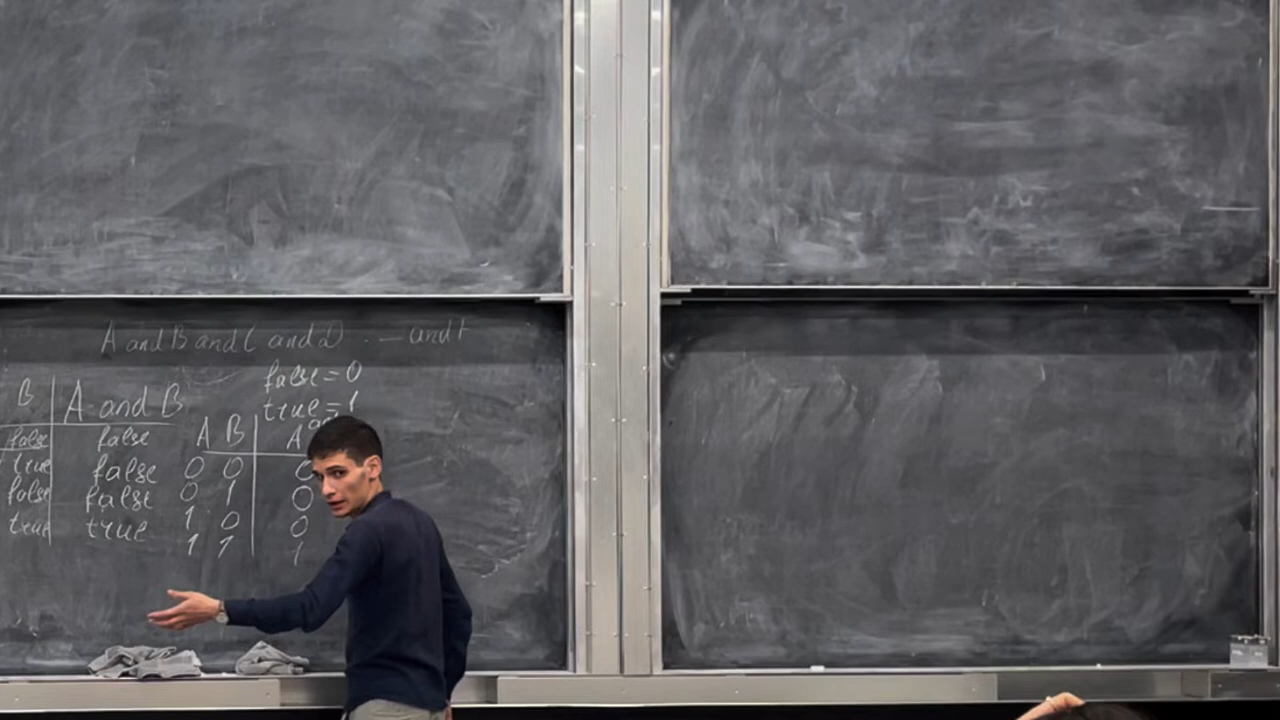 A and B and C and D . — and
false = 0
true = 1
B A and B
A B A
false false
true false 0 0 0
false false 0 1 0
true true 1 0 0
1 1 1